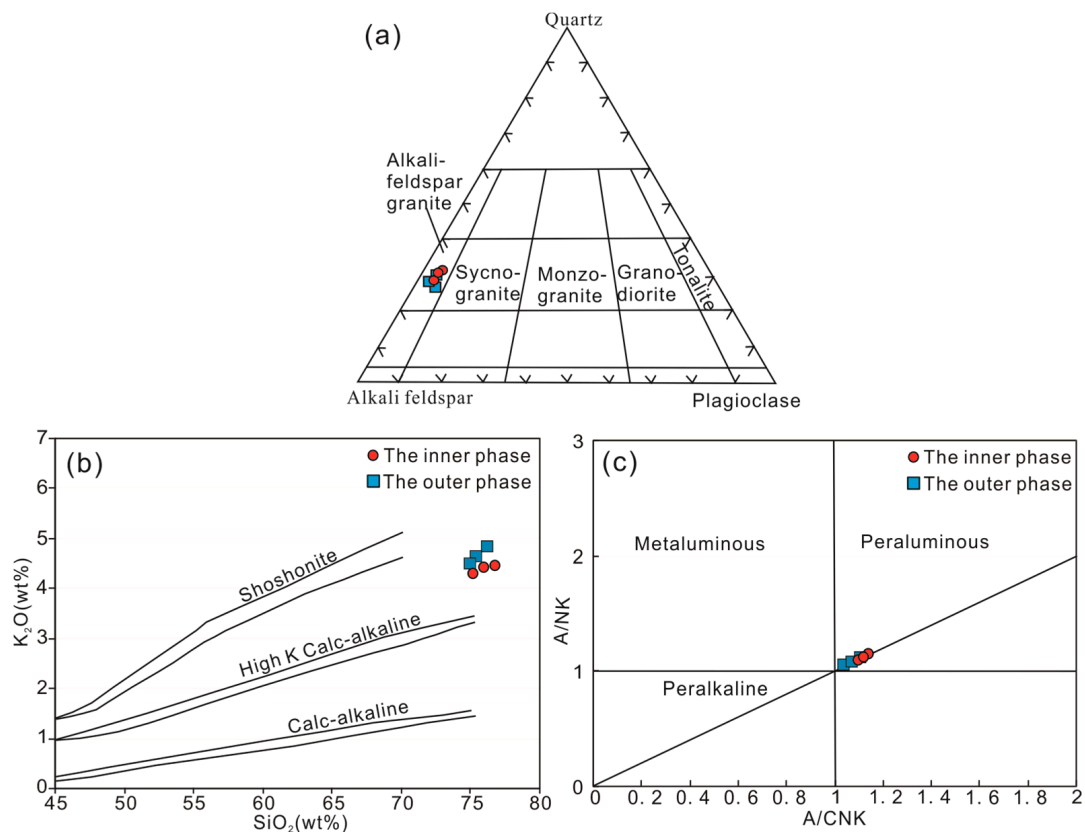 (a)
Quartz
Alkali-
feldspar
granite
Sycno-
granite
Monzo-
granite
Grano-
diorite
Tonalite
Alkali feldspar
Plagioclase
(b)
The inner phase
The outer phase
Shoshonite
High K Calc-alkaline
Calc-alkaline
7
6
5
4
3
2
1
0
K₂O(wt%)
45
50
55
60
65
70
75
80
SiO₂(wt%)
(c)
The inner phase
The outer phase
Metaluminous
Peraluminous
Peralkaline
3
2
1
0
A/NK
0
0. 2
0. 4
0. 6
0. 8
1
1. 2
1. 4
1. 6
1. 8
2
A/CNK